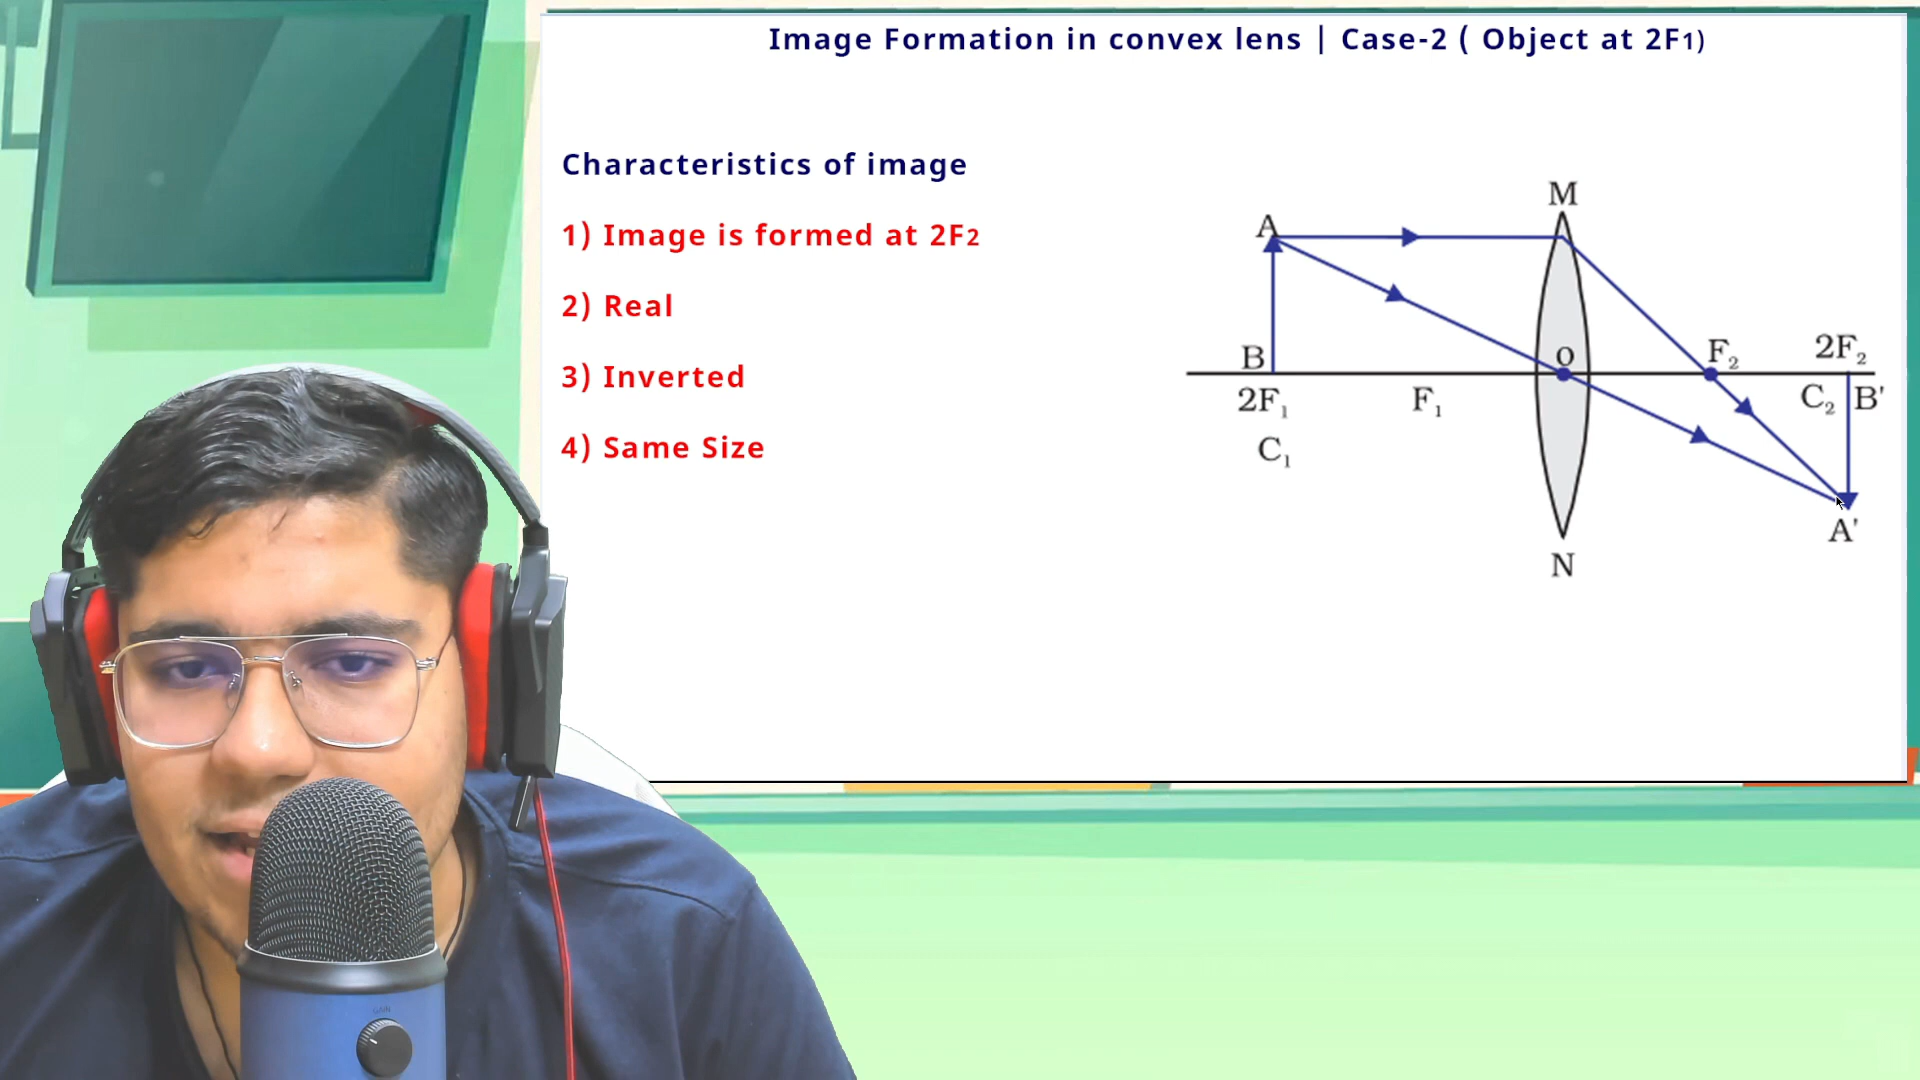 Image Formation in convex lens | Case-2 ( Object at 2F1)
Characteristics of image
1) Image is formed at 2F2
2) Real
3) Inverted
4) Same Size
M
A
B
O
F2
2F2
2F1
F1
C2
B'
C1
A'
N
GAIN